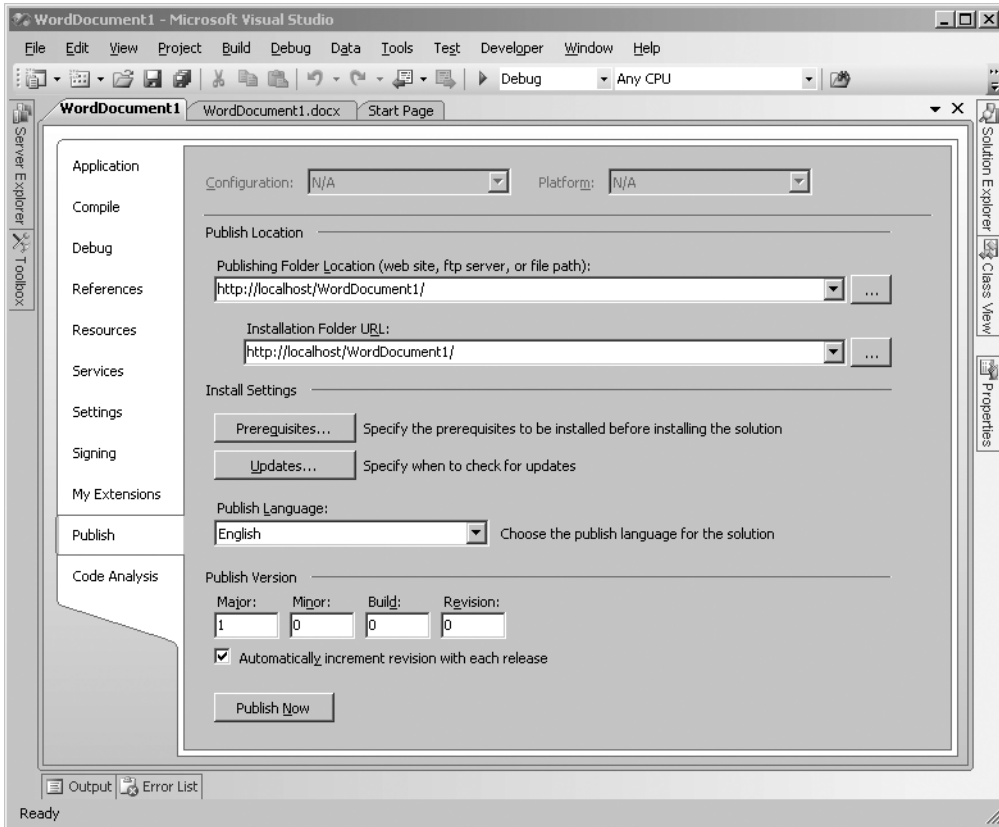 WordDocument1 - Microsoft Visual Studio
File Edit View Project Build Debug Data Tools Test Developer Window Help
Debug Any CPU
WordDocument1 WordDocument1.docx Start Page
Server Explorer
Toolbox
Solution Explorer
Class View
Properties
Application
Compile
Debug
References
Resources
Services
Settings
Signing
My Extensions
Publish
Code Analysis
Configuration: N/A Platform: N/A
Publish Location
Publishing Folder Location (web site, ftp server, or file path):
http://localhost/WordDocument1/
...
Installation Folder URL:
http://localhost/WordDocument1/
...
Install Settings
Prerequisites... Specify the prerequisites to be installed before installing the solution
Updates... Specify when to check for updates
Publish Language:
English Choose the publish language for the solution
Publish Version
Major: Minor: Build: Revision:
1 0 0 0
Automatically increment revision with each release
Publish Now
Output Error List
Ready